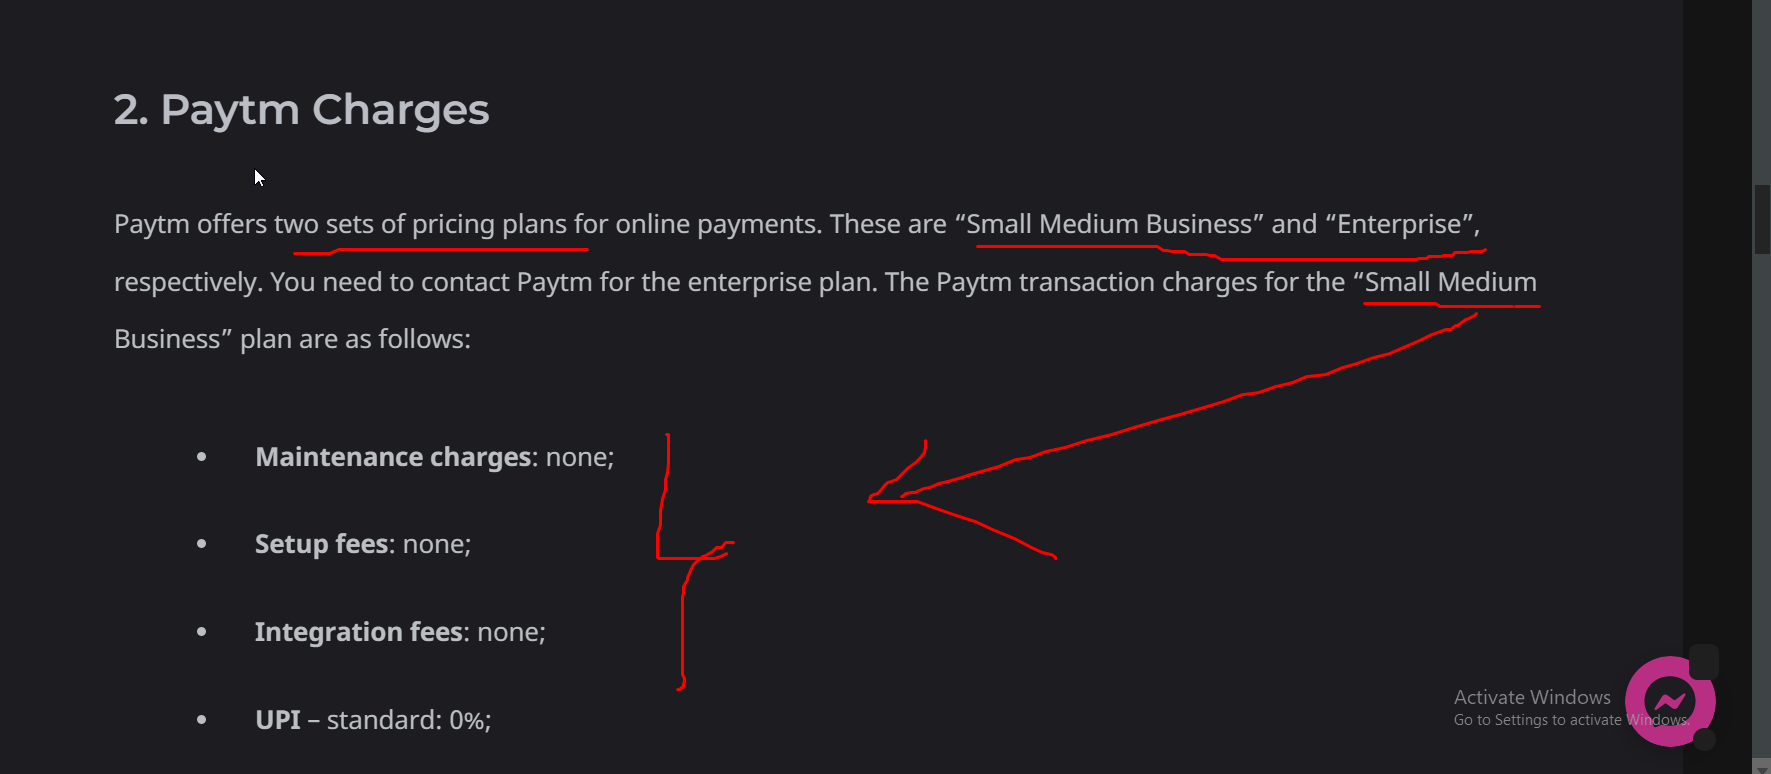 2. Paytm Charges
Paytm offers two sets of pricing plans for online payments. These are “Small Medium Business” and “Enterprise”,
respectively. You need to contact Paytm for the enterprise plan. The Paytm transaction charges for the “Small Medium
Business” plan are as follows:
• Maintenance charges: none;
• Setup fees: none;
• Integration fees: none;
• UPI – standard: 0%;
Activate Windows
Go to Settings to activate Windows.